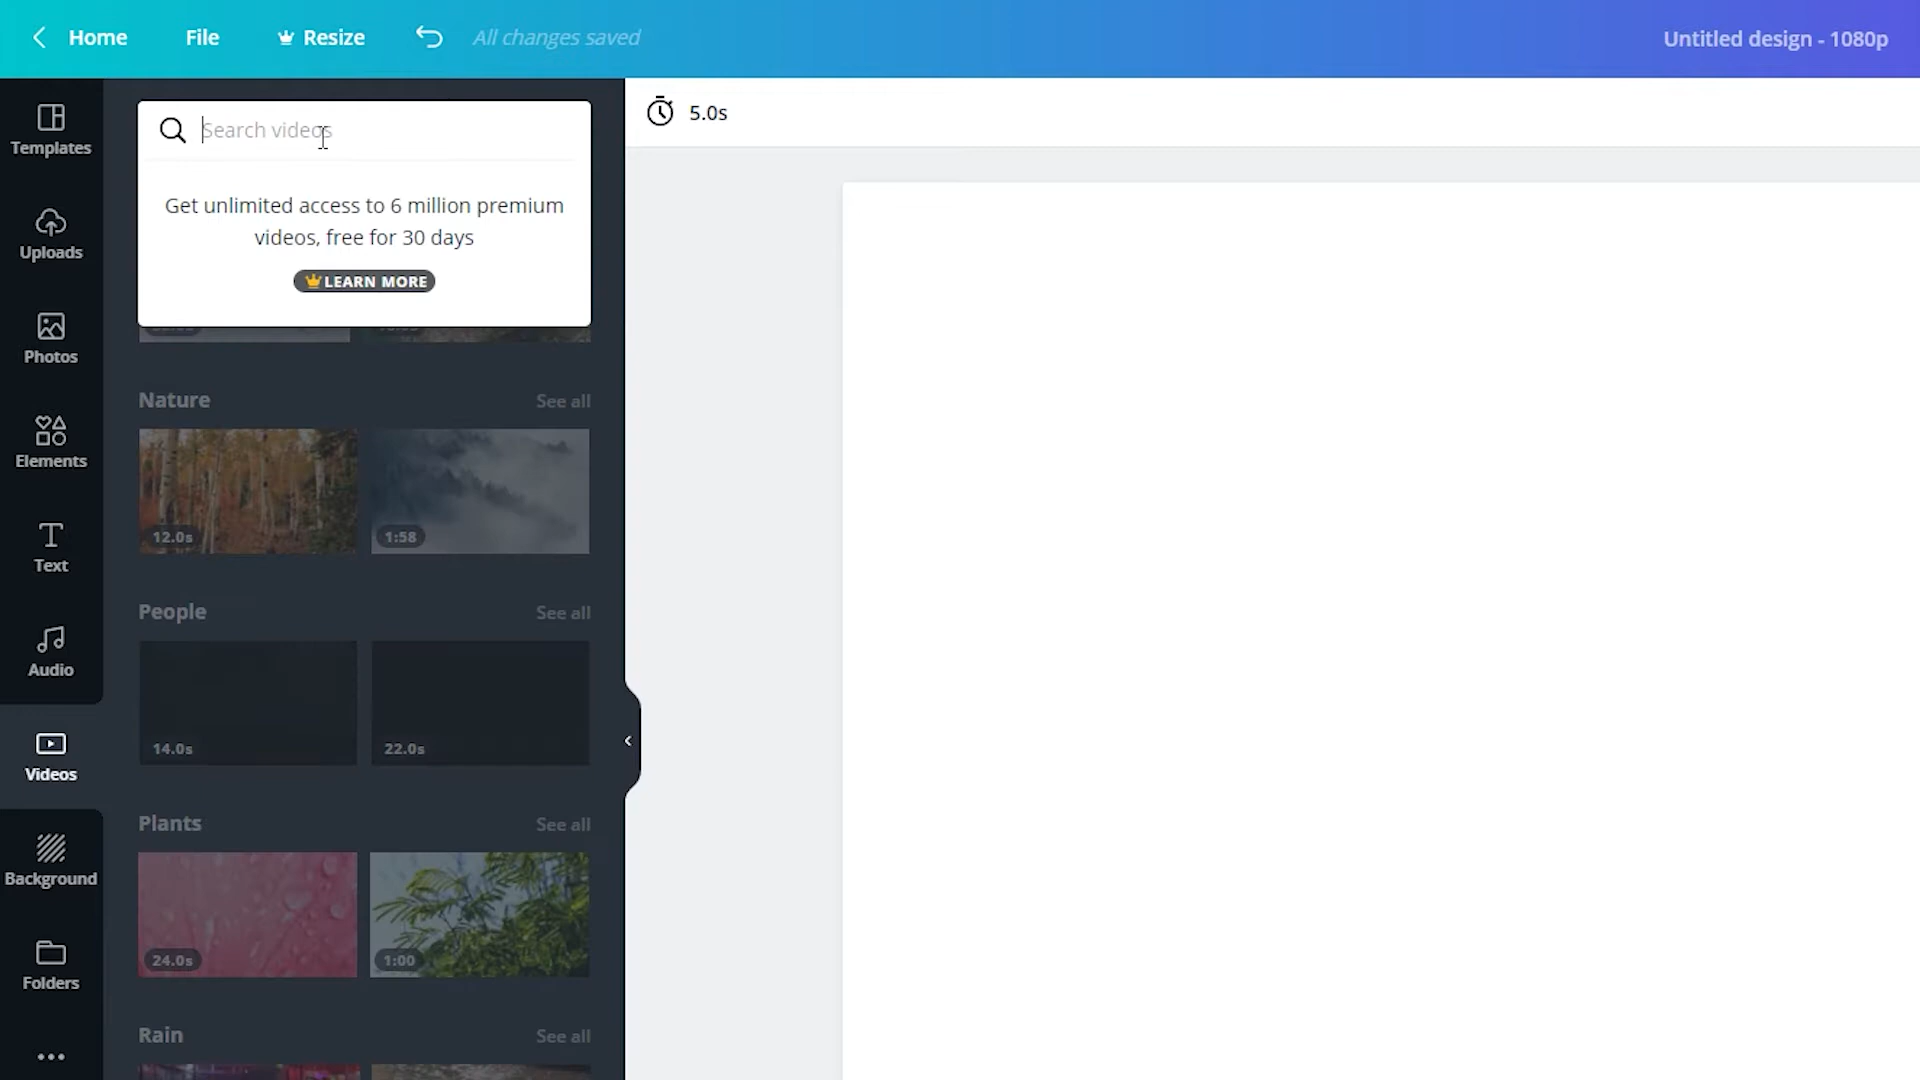 Home File Resize All changes saved Untitled design - 1080p
Templates
Uploads
Photos
Elements
Text
Audio
Videos
Background
Folders
Search videos
Get unlimited access to 6 million premium
videos, free for 30 days
LEARN MORE
Nature See all
12.0s 1:58
People See all
14.0s 22.0s
Plants See all
24.0s 1:00
Rain See all
5.0s